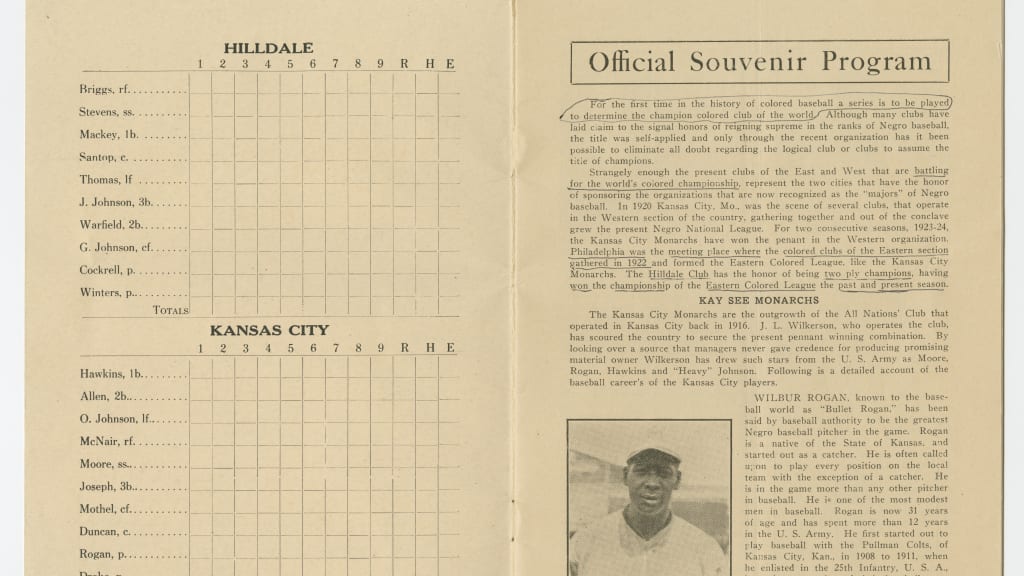 HILLDALE
1 2 3 4 5 6 7 8 9 R H E
Briggs, rf.
Stevens, ss.
Mackey, 1b.
Santop, c.
Thomas, lf
J. Johnson, 3b.
Warfield, 2b.
G. Johnson, cf.
Cockrell, p.
Winters, p.
TOTALS
KANSAS CITY
1 2 3 4 5 6 7 8 9 R H E
Hawkins, 1b.
Allen, 2b.
O. Johnson, lf.
McNair, rf.
Moore, ss.
Joseph, 3b.
Mothel, cf.
Duncan, c.
Rogan, p.
Official Souvenir Program
For the first time in the history of colored baseball a series is to be played
to determine the champion colored club of the world. Although many clubs have
laid claim to the signal honors of reigning supreme in the ranks of Negro baseball,
the title was self-applied and only through the recent organization has it been
possible to eliminate all doubt regarding the logical club or clubs to assume the
title of champions.
Strangely enough the present clubs of the East and West that are battling
for the world's colored championship, represent the two cities that have the honor
of sponsoring the organizations that are now recognized as the "majors" of Negro
baseball. In 1920 Kansas City, Mo., was the scene of several clubs, that operate
in the Western section of the country, gathering together and out of the conclave
grew the present Negro National League. For two consecutive seasons, 1923-24,
the Kansas City Monarchs have won the penant in the Western organization.
Philadelphia was the meeting place where the colored clubs of the Eastern section
gathered in 1922 and formed the Eastern Colored League, like the Kansas City
Monarchs. The Hilldale Club has the honor of being two ply champions, having
won the championship of the Eastern Colored League the past and present season.
KAY SEE MONARCHS
The Kansas City Monarchs are the outgrowth of the All Nations' Club that
operated in Kansas City back in 1916. J. L. Wilkerson, who operates the club,
has scoured the country to secure the present pennant winning combination. By
looking over a source that managers never gave credence for producing promising
material owner Wilkerson has drew such stars from the U. S. Army as Moore,
Rogan, Hawkins and "Heavy" Johnson. Following is a detailed account of the
baseball career's of the Kansas City players.
WILBUR ROGAN, known to the base-
ball world as "Bullet Rogan," has been
said by baseball authority to be the greatest
Negro baseball pitcher in the game. Rogan
is a native of the State of Kansas, and
started out as a catcher. He is often called
upon to play every position on the local
team with the exception of a catcher. He
is in the game more than any other pitcher
in baseball. He is one of the most modest
men in baseball. Rogan is now 31 years
of age and has spent more than 12 years
in the U. S. Army. He first started out to
play baseball with the Pullman Colts, of
Kansas City, Kan., in 1908 to 1911, when
he enlisted in the 25th Infantry, U. S. A.,